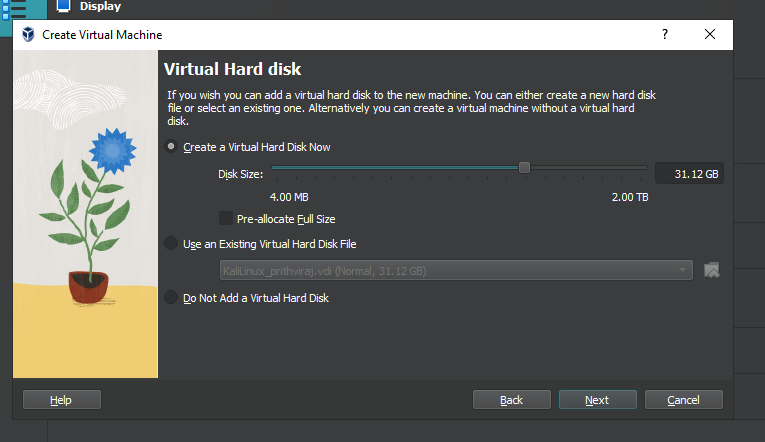 Display
Create Virtual Machine
?
Virtual Hard disk
If you wish you can add a virtual hard disk to the new machine. You can either create a new hard disk
file or select an existing one. Alternatively you can create a virtual machine without a virtual hard
disk.
Create a Virtual Hard Disk Now
Disk Size:
31.12 GB
4.00 MB
2.00 TB
Pre-allocate Full Size
Use an Existing Virtual Hard Disk File
KaliLinux_prithviraj.vdi (Normal, 31.12 GB)
Do Not Add a Virtual Hard Disk
Help
Back
Next
Cancel